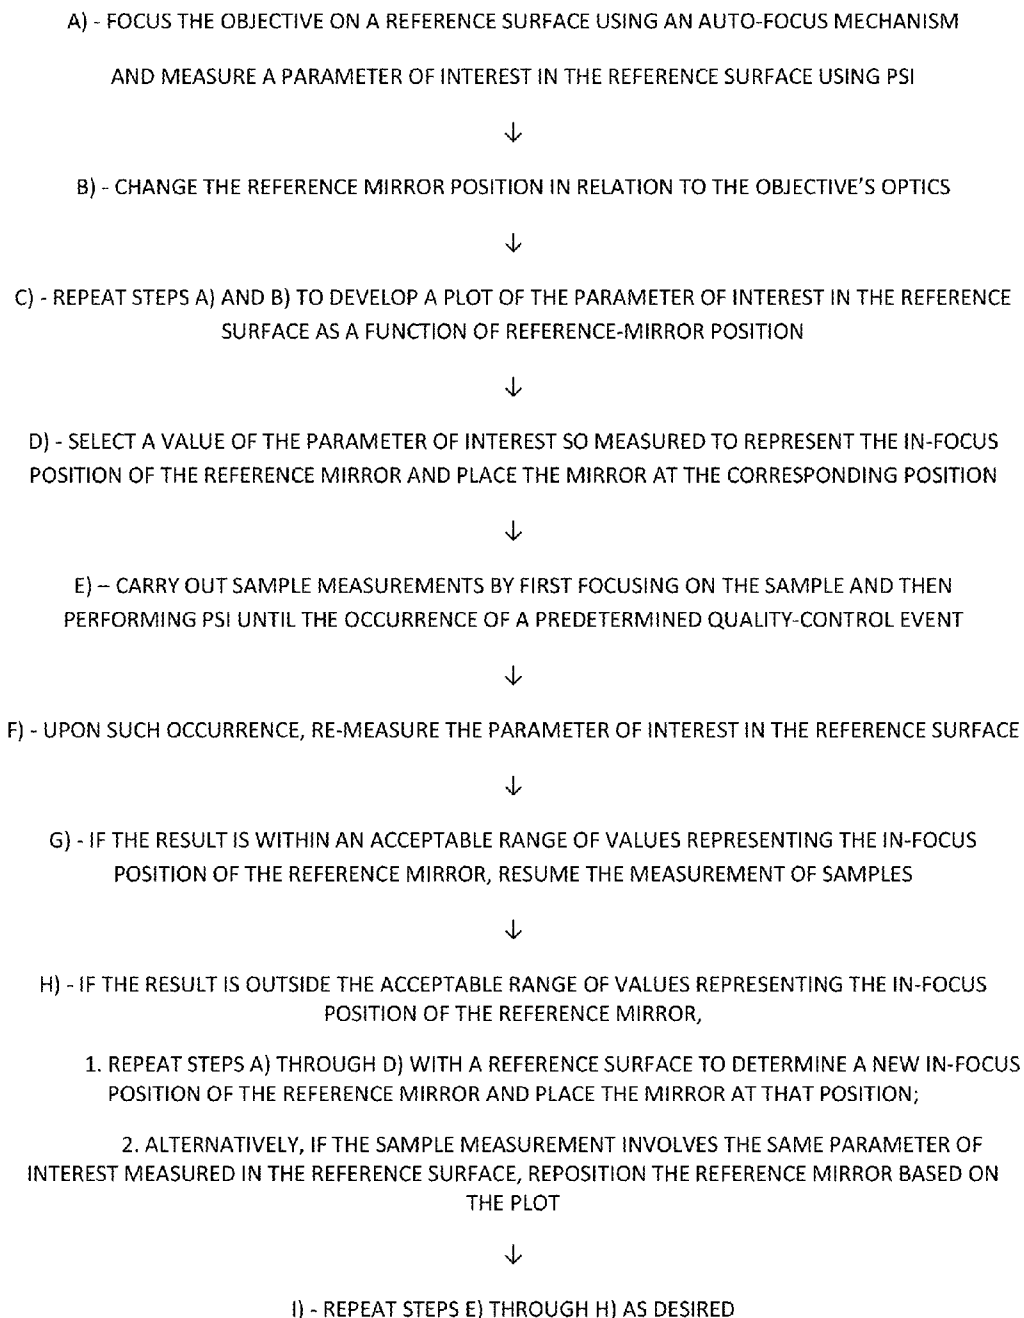 A) - FOCUS THE OBJECTIVE ON A REFERENCE SURFACE USING AN AUTO-FOCUS MECHANISM
AND MEASURE A PARAMETER OF INTEREST IN THE REFERENCE SURFACE USING PSI
↓
B) - CHANGE THE REFERENCE MIRROR POSITION IN RELATION TO THE OBJECTIVE'S OPTICS
↓
C) - REPEAT STEPS A) AND B) TO DEVELOP A PLOT OF THE PARAMETER OF INTEREST IN THE REFERENCE
SURFACE AS A FUNCTION OF REFERENCE-MIRROR POSITION
↓
D) - SELECT A VALUE OF THE PARAMETER OF INTEREST SO MEASURED TO REPRESENT THE IN-FOCUS
POSITION OF THE REFERENCE MIRROR AND PLACE THE MIRROR AT THE CORRESPONDING POSITION
↓
E) – CARRY OUT SAMPLE MEASUREMENTS BY FIRST FOCUSING ON THE SAMPLE AND THEN
PERFORMING PSI UNTIL THE OCCURRENCE OF A PREDETERMINED QUALITY-CONTROL EVENT
↓
F) - UPON SUCH OCCURRENCE, RE-MEASURE THE PARAMETER OF INTEREST IN THE REFERENCE SURFACE
↓
G) - IF THE RESULT IS WITHIN AN ACCEPTABLE RANGE OF VALUES REPRESENTING THE IN-FOCUS
POSITION OF THE REFERENCE MIRROR, RESUME THE MEASUREMENT OF SAMPLES
↓
H) - IF THE RESULT IS OUTSIDE THE ACCEPTABLE RANGE OF VALUES REPRESENTING THE IN-FOCUS
POSITION OF THE REFERENCE MIRROR,
1. REPEAT STEPS A) THROUGH D) WITH A REFERENCE SURFACE TO DETERMINE A NEW IN-FOCUS
POSITION OF THE REFERENCE MIRROR AND PLACE THE MIRROR AT THAT POSITION;
2. ALTERNATIVELY, IF THE SAMPLE MEASUREMENT INVOLVES THE SAME PARAMETER OF
INTEREST MEASURED IN THE REFERENCE SURFACE, REPOSITION THE REFERENCE MIRROR BASED ON
THE PLOT
↓
I) - REPEAT STEPS E) THROUGH H) AS DESIRED